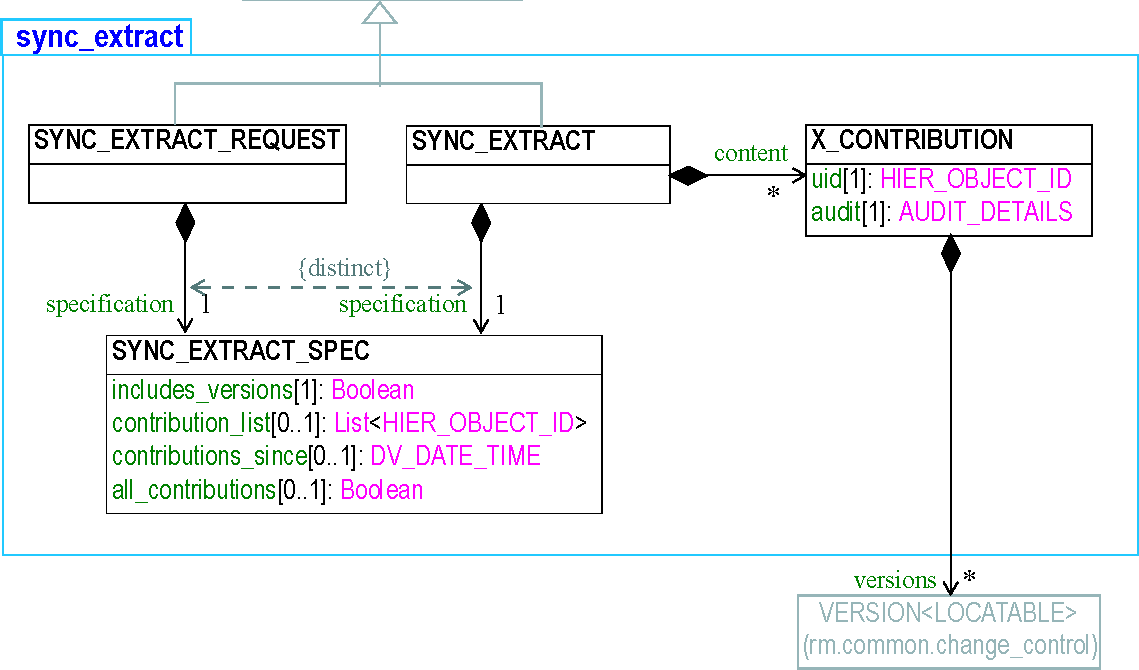 sync_extract
SYNC_EXTRACT_REQUEST
SYNC_EXTRACT
X_CONTRIBUTION
content
*
uid[1]: HIER_OBJECT_ID
audit[1]: AUDIT_DETAILS
{distinct}
specification
1
specification
1
SYNC_EXTRACT_SPEC
includes_versions[1]: Boolean
contribution_list[0..1]: List<HIER_OBJECT_ID>
contributions_since[0..1]: DV_DATE_TIME
all_contributions[0..1]: Boolean
versions
*
VERSION<LOCATABLE>
(rm.common.change_control)